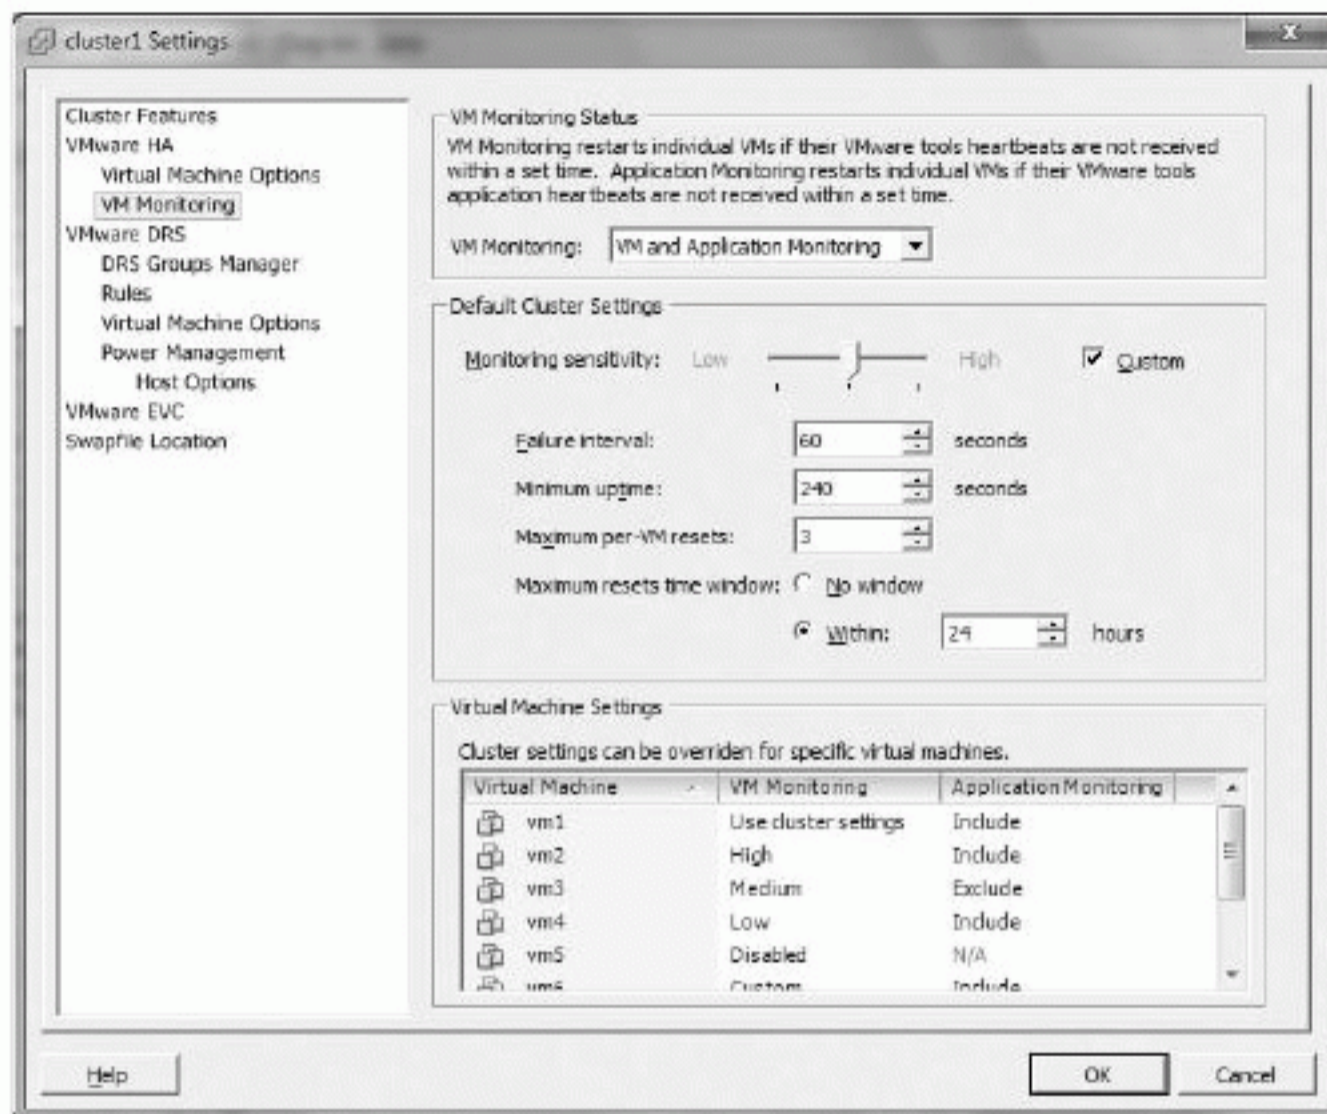 cluster1 Settings
Cluster Features
VMware HA
Virtual Machine Options
VM Monitoring
VMware DRS
DRS Groups Manager
Rules
Virtual Machine Options
Power Management
Host Options
VMware EVC
Swapfile Location
VM Monitoring Status
VM Monitoring restarts individual VMs if their VMware tools heartbeats are not received
within a set time. Application Monitoring restarts individual VMs if their VMware tools
application heartbeats are not received within a set time.
VM Monitoring: VM and Application Monitoring
Default Cluster Settings
Monitoring sensitivity: Low High Custom
Failure interval: 60 seconds
Minimum uptime: 240 seconds
Maximum per-VM resets: 3
Maximum resets time window: No window
Within: 24 hours
Virtual Machine Settings
Cluster settings can be overriden for specific virtual machines.
Virtual Machine VM Monitoring Application Monitoring
vm1 Use cluster settings Include
vm2 High Include
vm3 Medium Exclude
vm4 Low Include
vm5 Disabled N/A
vm6 Custom Include
Help OK Cancel